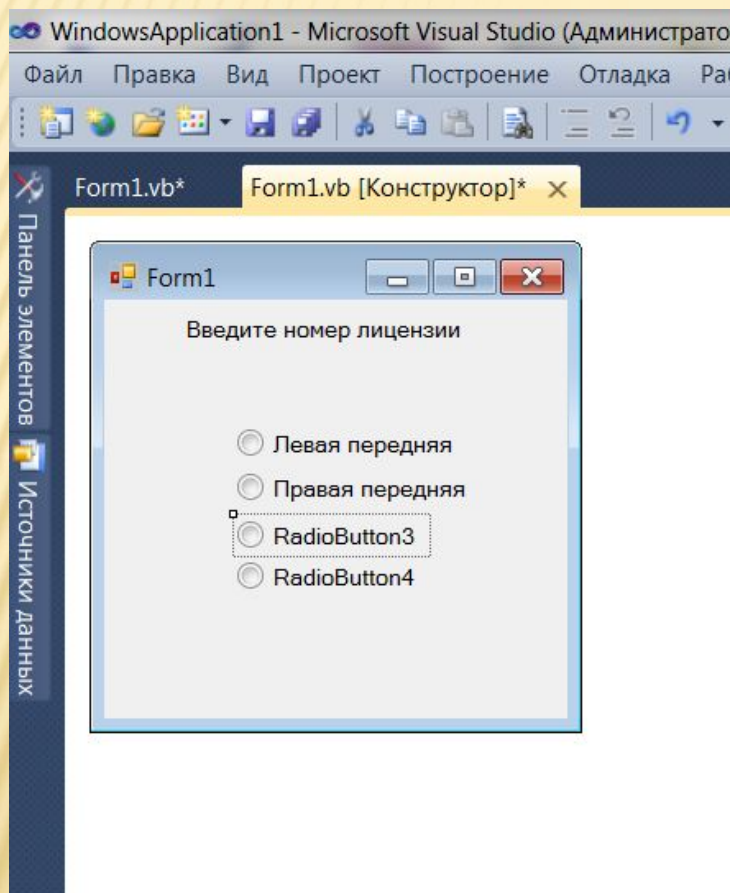 WindowsApplication1 - Microsoft Visual Studio (Администрато
Файл Правка Вид Проект Построение Отладка Ра
Form1.vb* Form1.vb [Конструктор]*
Панель элементов
Источники данных
Form1
Введите номер лицензии
Левая передняя
Правая передняя
RadioButton3
RadioButton4